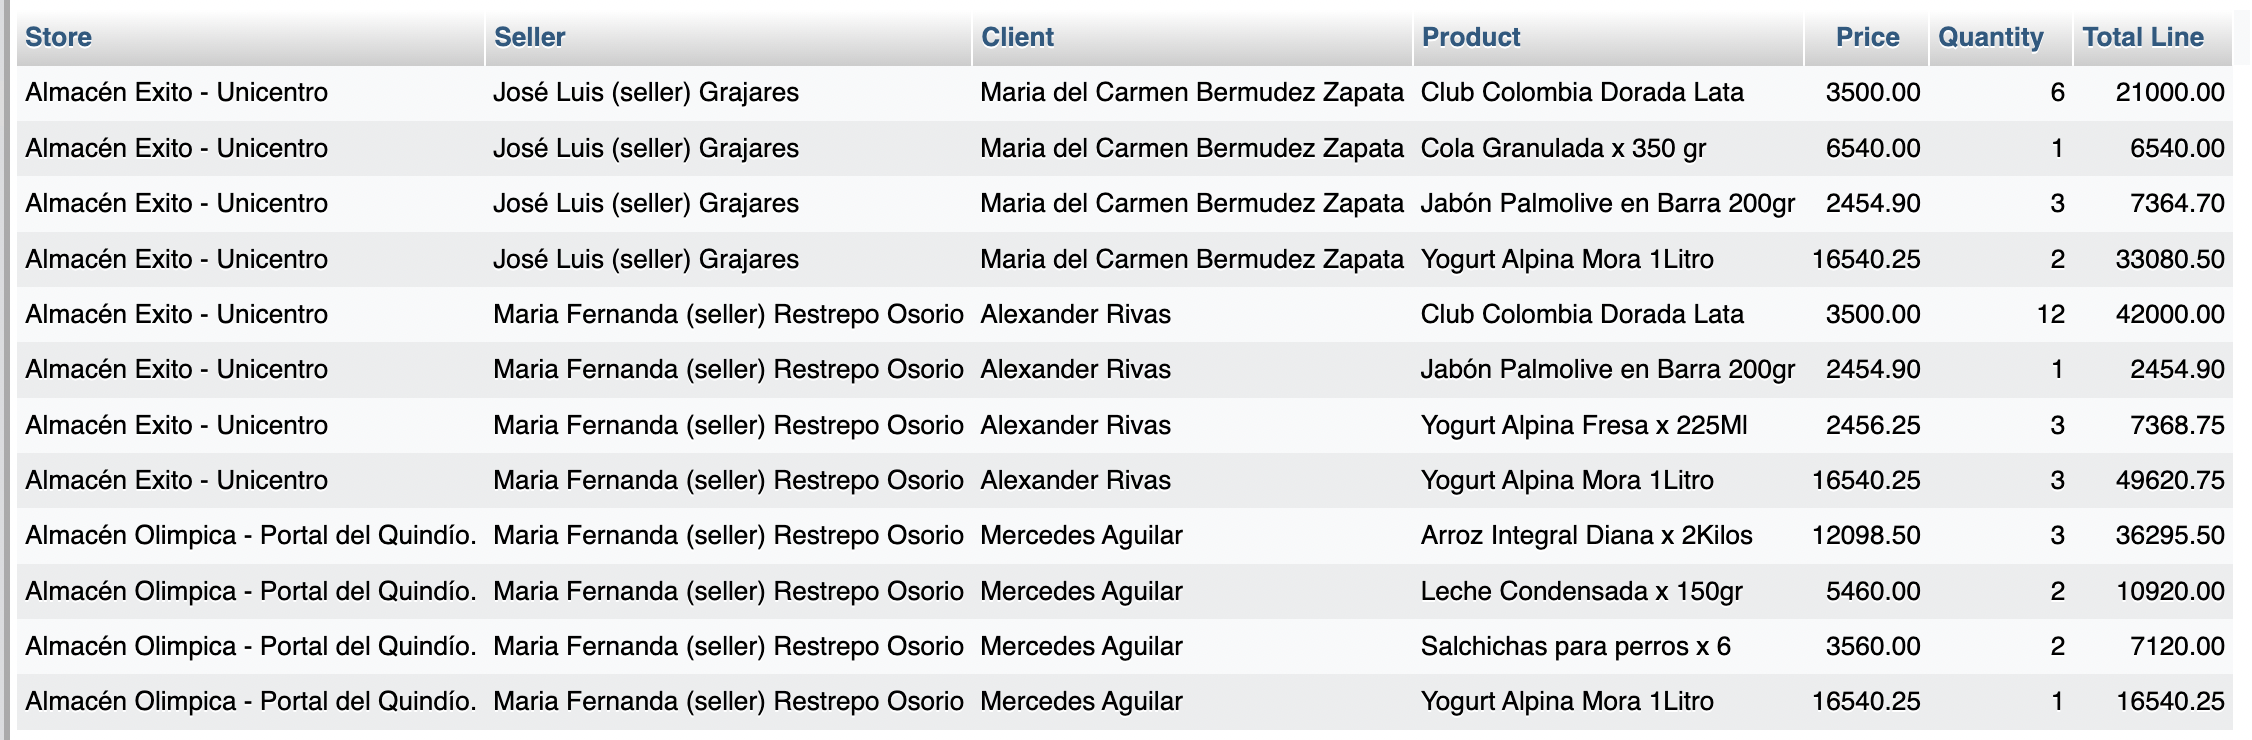 Store Seller Client Product Price Quantity Total Line
Almacén Exito - Unicentro José Luis (seller) Grajares Maria del Carmen Bermudez Zapata Club Colombia Dorada Lata 3500.00 6 21000.00
Almacén Exito - Unicentro José Luis (seller) Grajares Maria del Carmen Bermudez Zapata Cola Granulada x 350 gr 6540.00 1 6540.00
Almacén Exito - Unicentro José Luis (seller) Grajares Maria del Carmen Bermudez Zapata Jabón Palmolive en Barra 200gr 2454.90 3 7364.70
Almacén Exito - Unicentro José Luis (seller) Grajares Maria del Carmen Bermudez Zapata Yogurt Alpina Mora 1Litro 16540.25 2 33080.50
Almacén Exito - Unicentro Maria Fernanda (seller) Restrepo Osorio Alexander Rivas Club Colombia Dorada Lata 3500.00 12 42000.00
Almacén Exito - Unicentro Maria Fernanda (seller) Restrepo Osorio Alexander Rivas Jabón Palmolive en Barra 200gr 2454.90 1 2454.90
Almacén Exito - Unicentro Maria Fernanda (seller) Restrepo Osorio Alexander Rivas Yogurt Alpina Fresa x 225Ml 2456.25 3 7368.75
Almacén Exito - Unicentro Maria Fernanda (seller) Restrepo Osorio Alexander Rivas Yogurt Alpina Mora 1Litro 16540.25 3 49620.75
Almacén Olimpica - Portal del Quindío. Maria Fernanda (seller) Restrepo Osorio Mercedes Aguilar Arroz Integral Diana x 2Kilos 12098.50 3 36295.50
Almacén Olimpica - Portal del Quindío. Maria Fernanda (seller) Restrepo Osorio Mercedes Aguilar Leche Condensada x 150gr 5460.00 2 10920.00
Almacén Olimpica - Portal del Quindío. Maria Fernanda (seller) Restrepo Osorio Mercedes Aguilar Salchichas para perros x 6 3560.00 2 7120.00
Almacén Olimpica - Portal del Quindío. Maria Fernanda (seller) Restrepo Osorio Mercedes Aguilar Yogurt Alpina Mora 1Litro 16540.25 1 16540.25